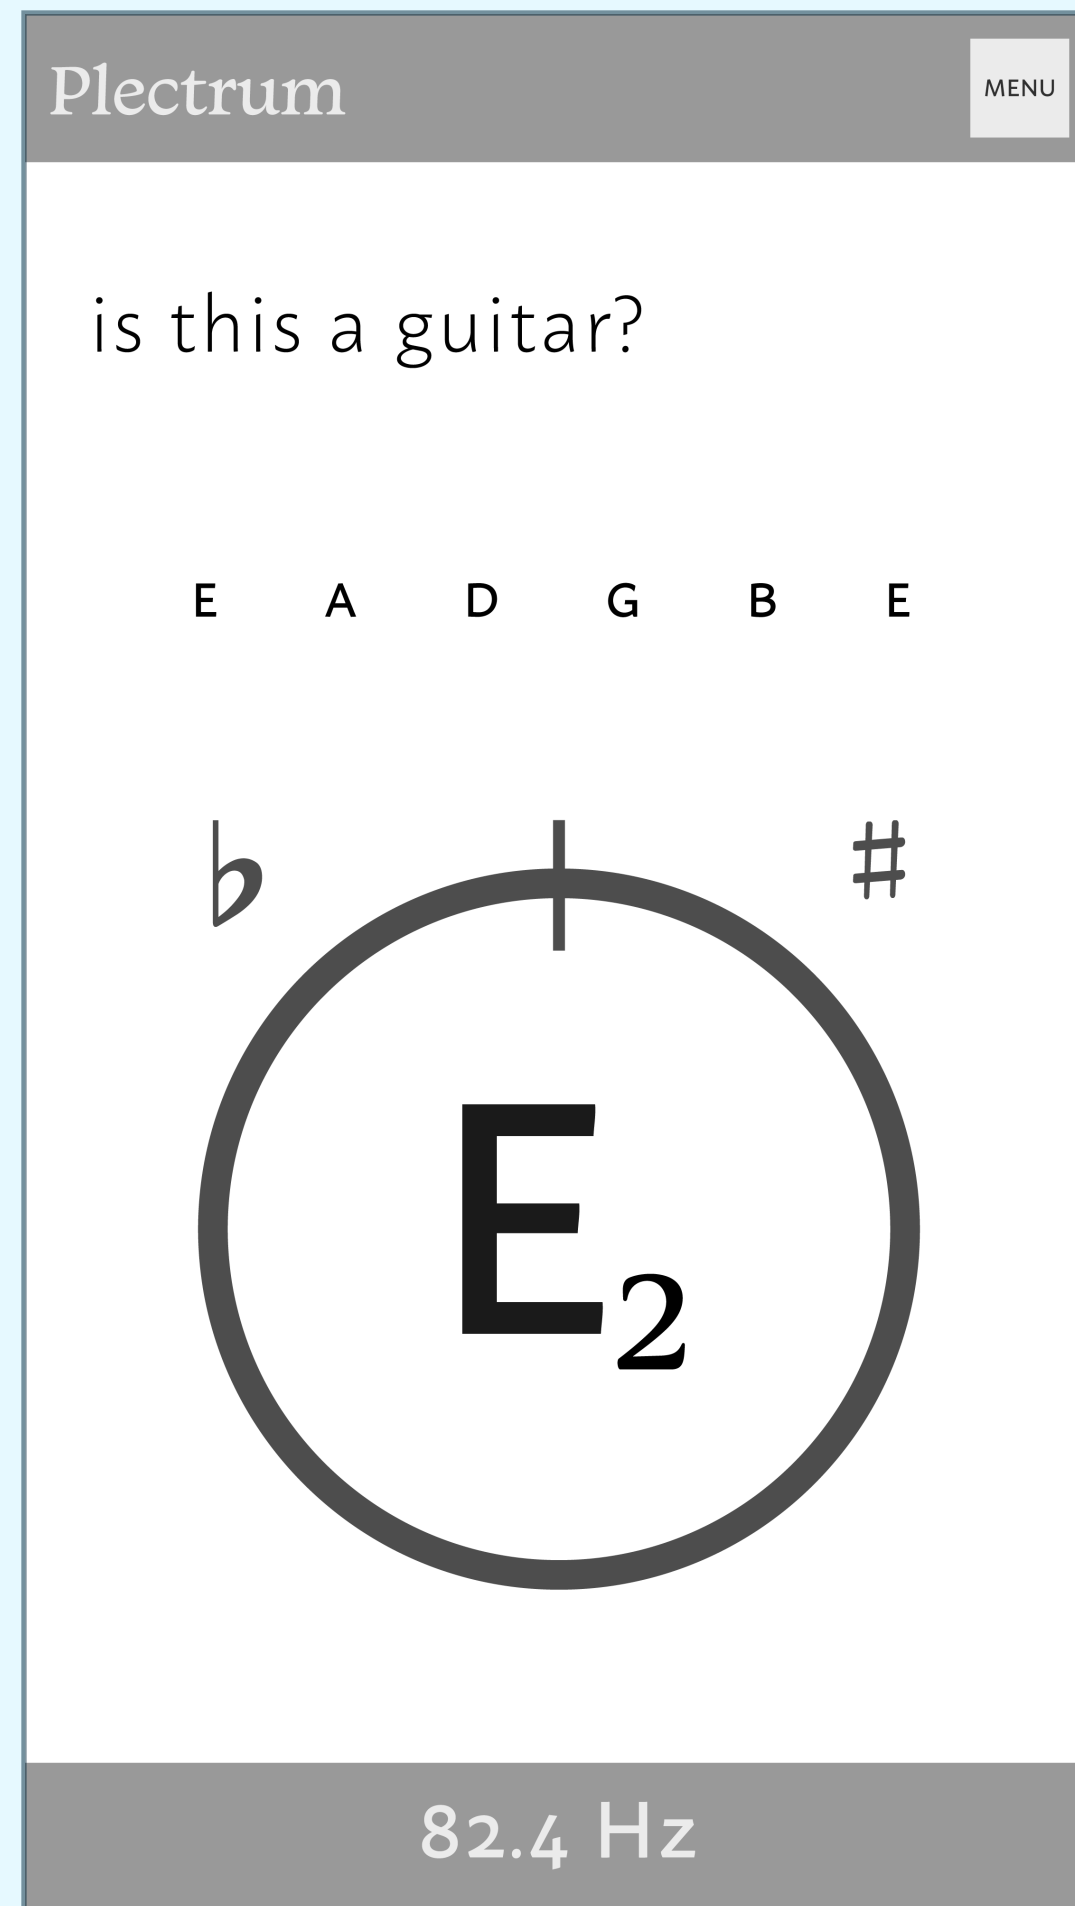 Plectrum
MENU
is this a guitar?
E A D G B E
♭ ♯
E₂
82.4 Hz